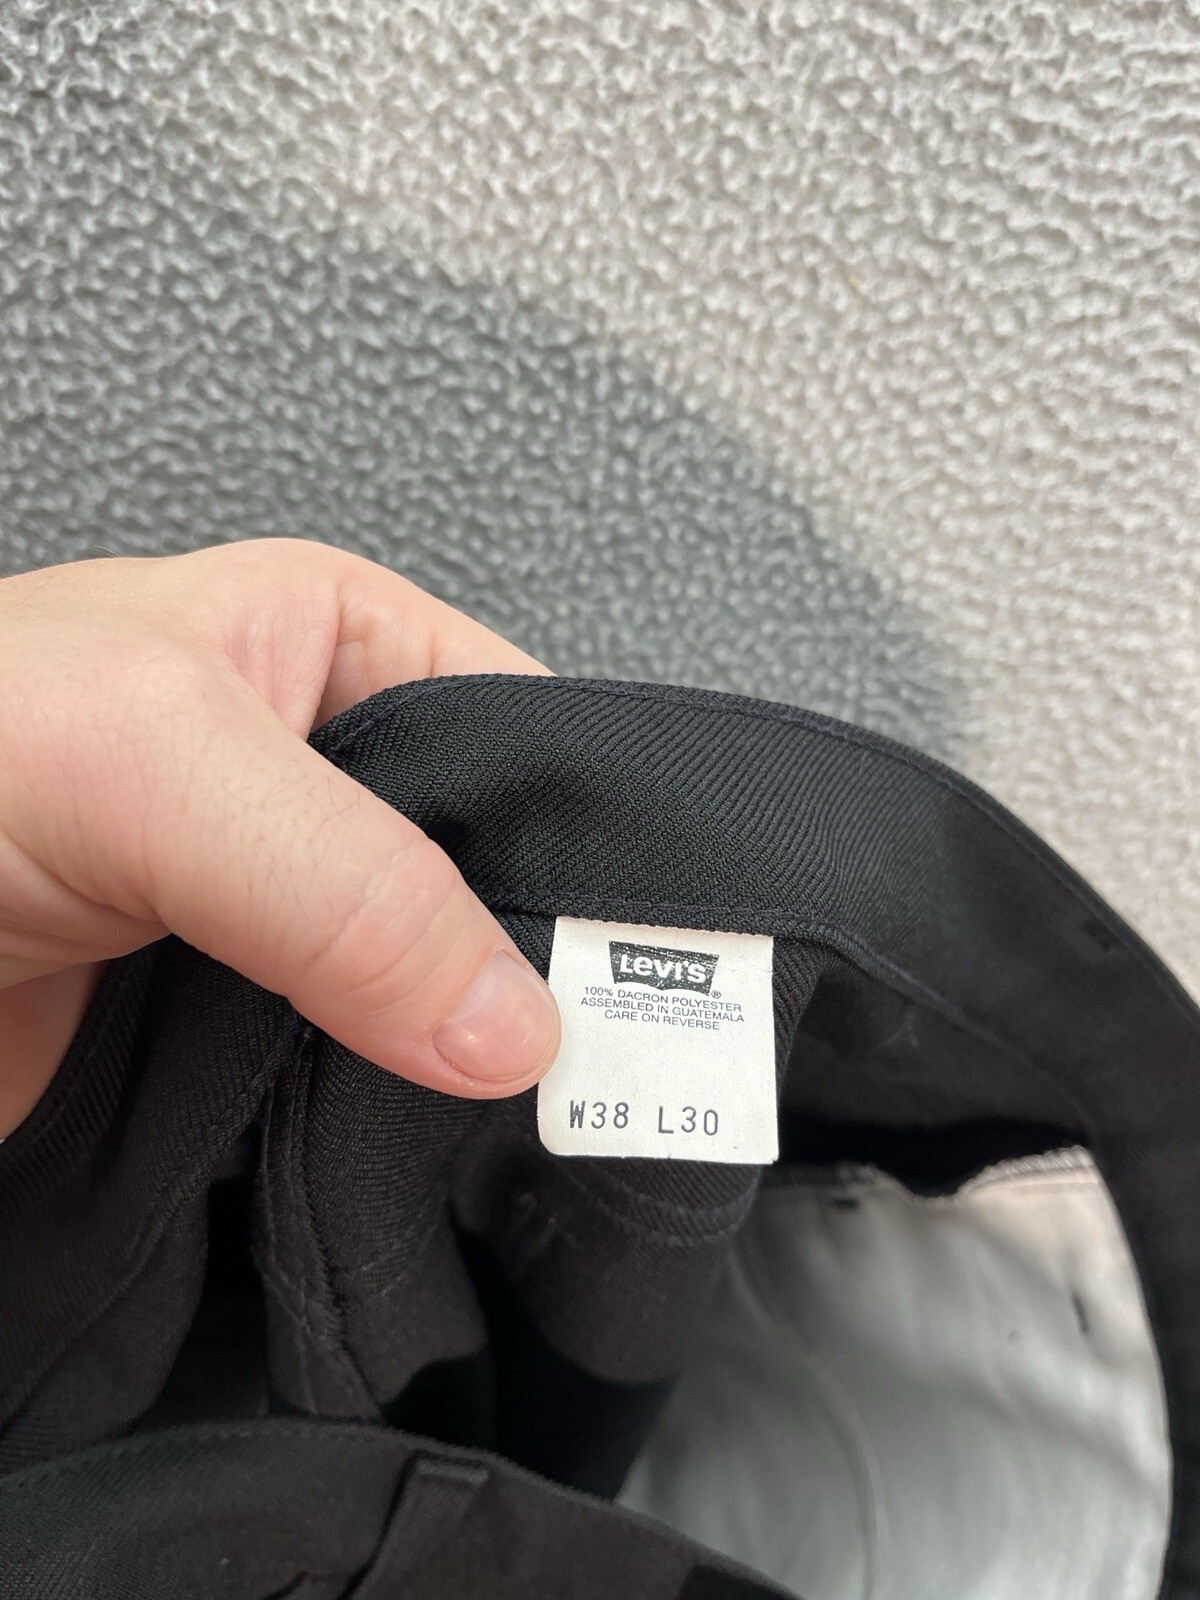 Levi's
®
100% DACRON POLYESTER
ASSEMBLED IN GUATEMALA
CARE ON REVERSE
W38 L30